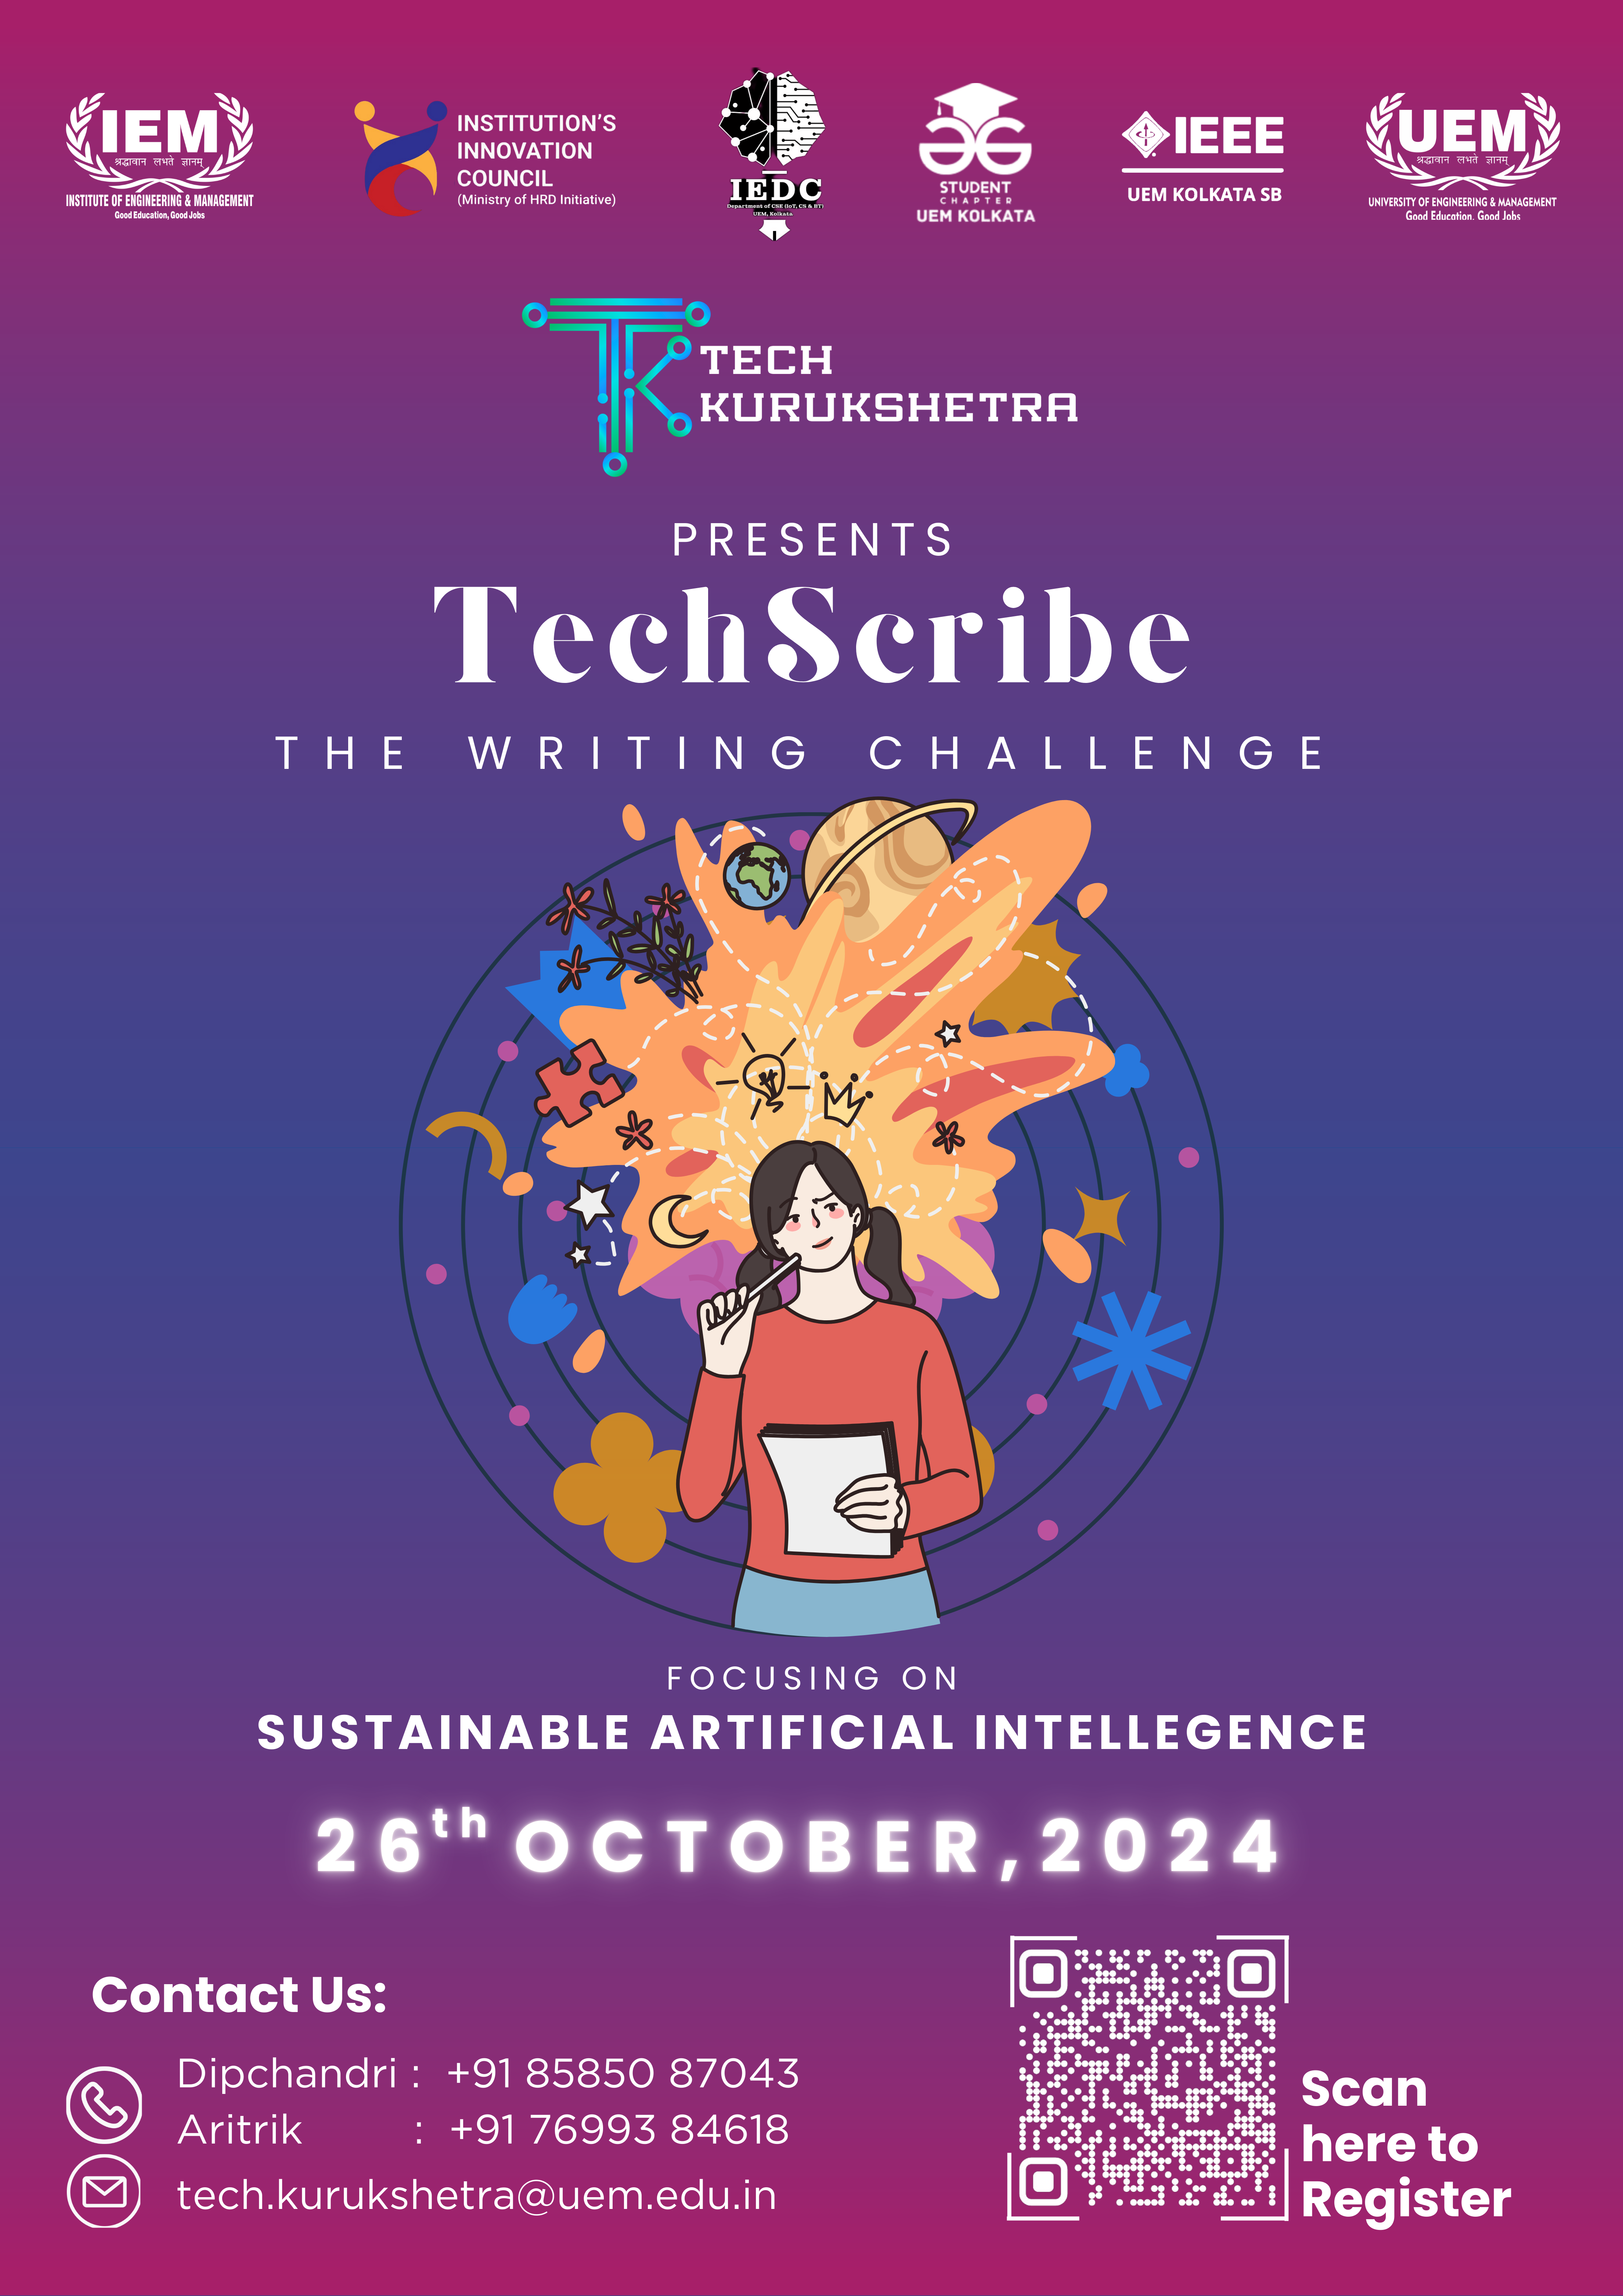 IEM
श्रद्धावान लभते ज्ञानम्
INSTITUTE OF ENGINEERING & MANAGEMENT
Good Education, Good Jobs
INSTITUTION'S
INNOVATION
COUNCIL
(Ministry of HRD Initiative)
IEDC
Department of CSE (IoT, CS & BT)
UEM, Kolkata
STUDENT
CHAPTER
UEM KOLKATA
IEEE
UEM KOLKATA SB
UEM
श्रद्धावान लभते ज्ञानम्
UNIVERSITY OF ENGINEERING & MANAGEMENT
Good Education, Good Jobs
TECH
KURUKSHETRA
PRESENTS
TechScribe
THE WRITING CHALLENGE
FOCUSING ON
SUSTAINABLE ARTIFICIAL INTELLEGENCE
26th OCTOBER,2024
Contact Us:
Dipchandri : +91 85850 87043
Aritrik : +91 76993 84618
tech.kurukshetra@uem.edu.in
Scan
here to
Register